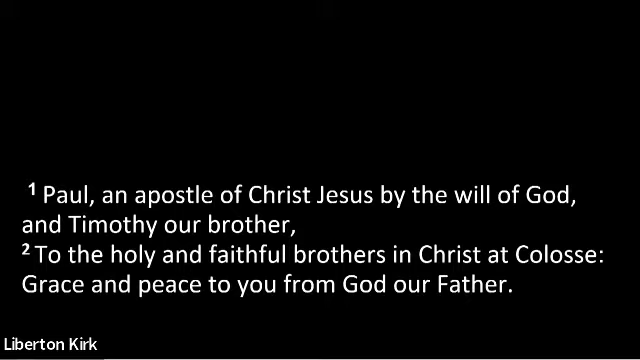 1 Paul, an apostle of Christ Jesus by the will of God,
and Timothy our brother,
2 To the holy and faithful brothers in Christ at Colosse:
Grace and peace to you from God our Father.
Liberton Kirk